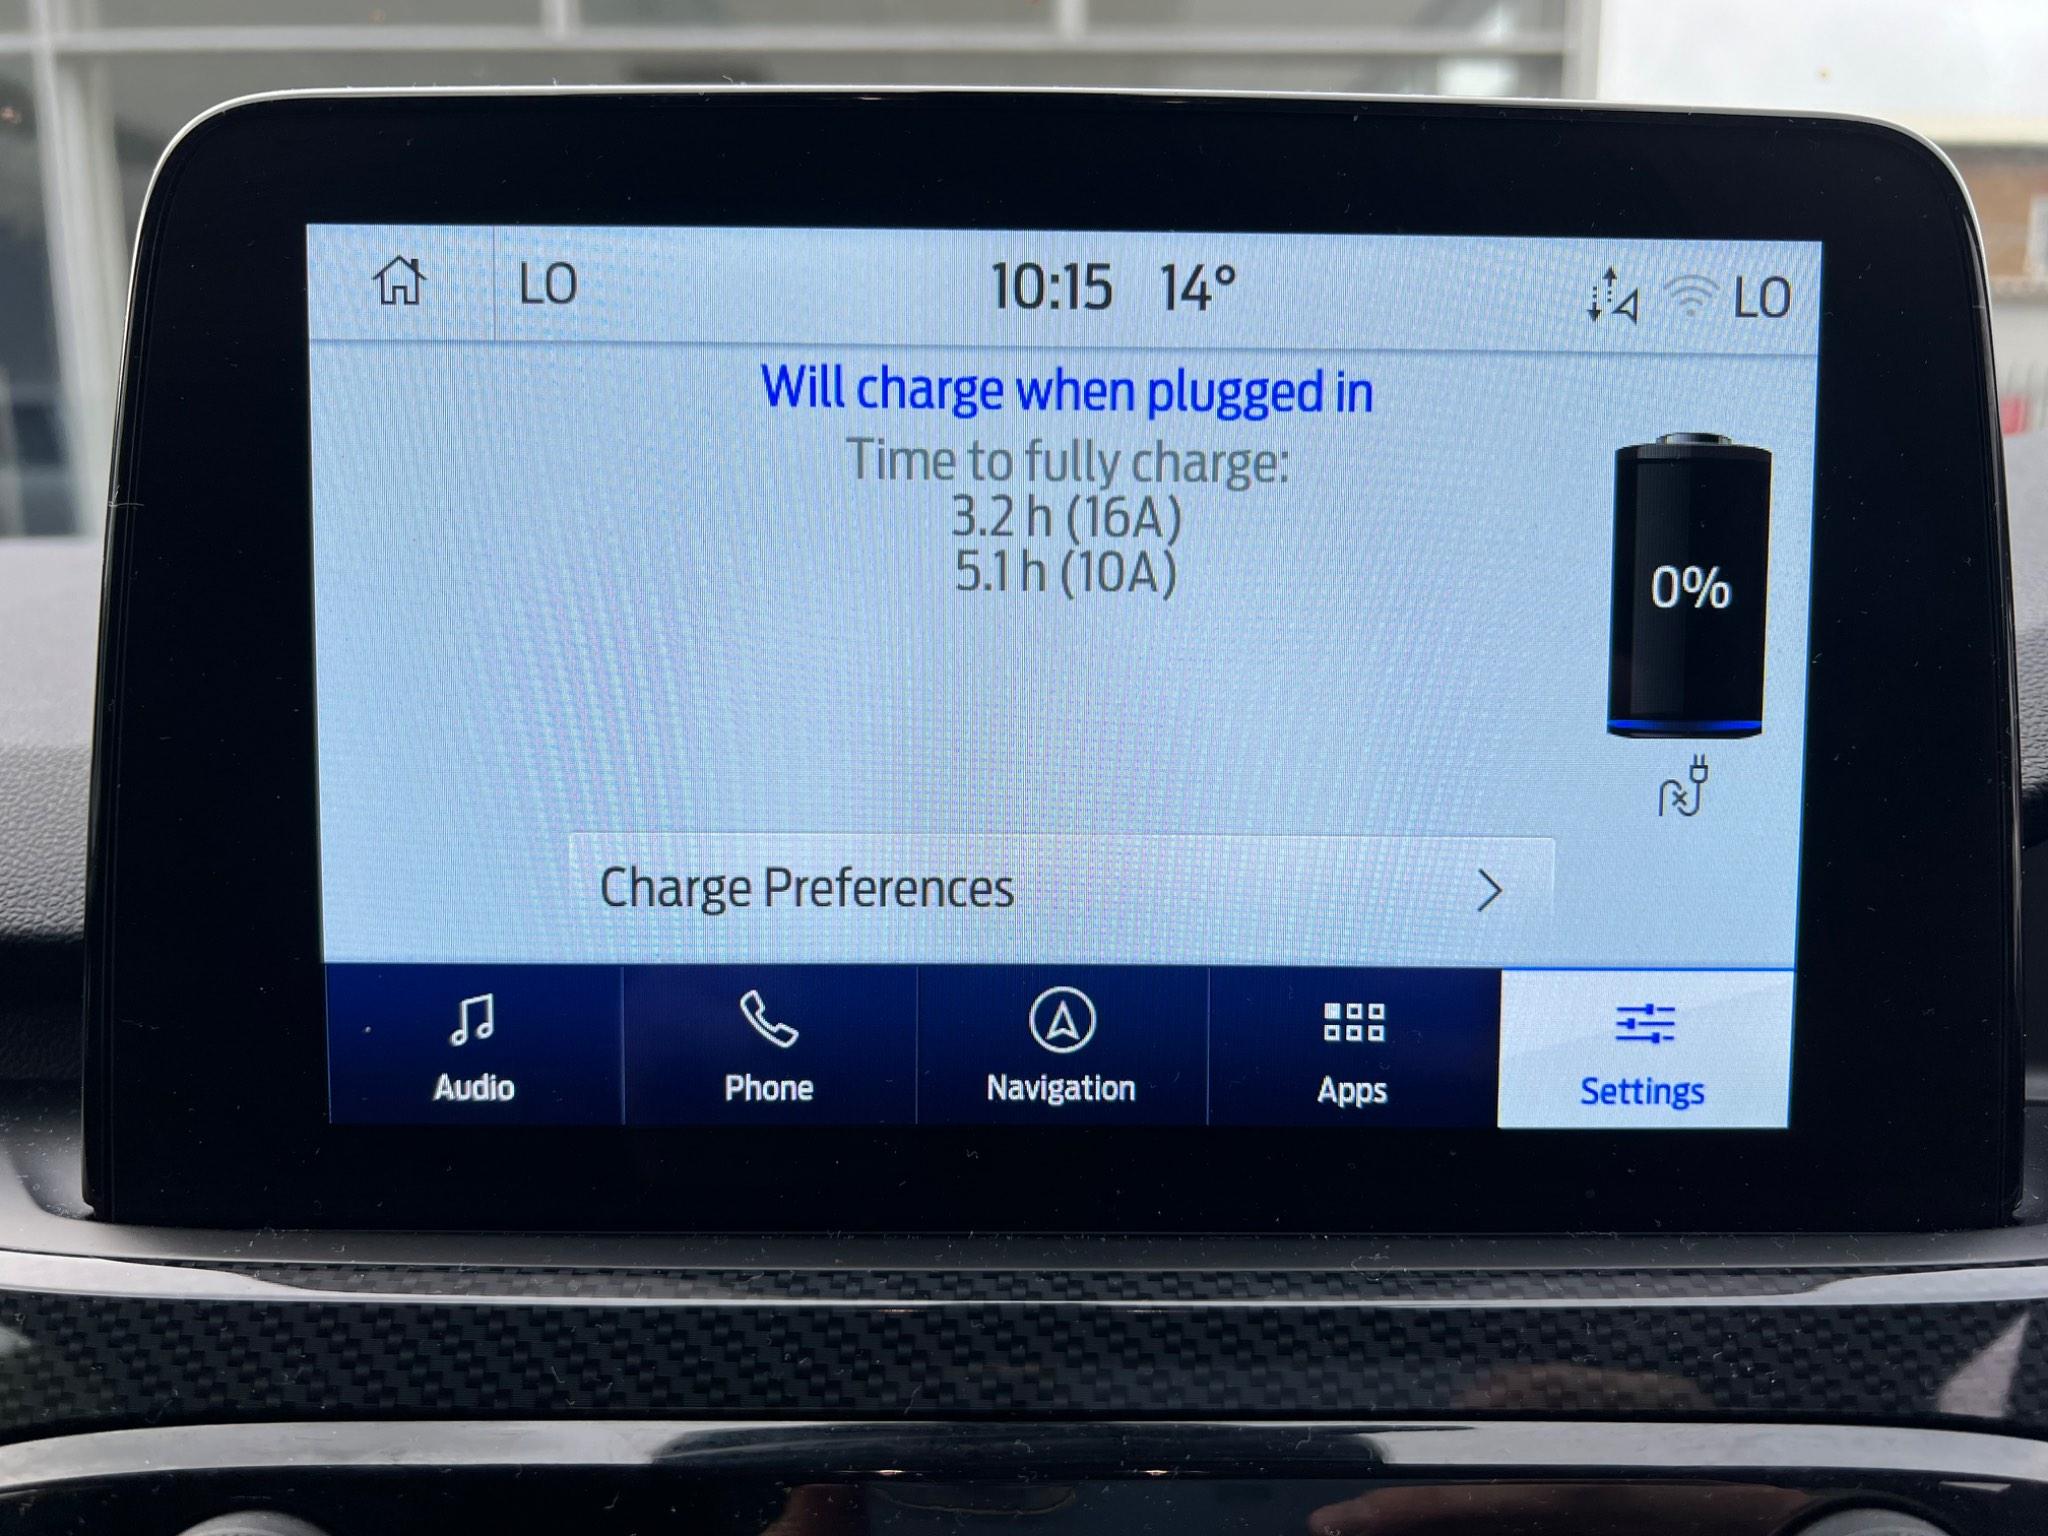 LO 10:15 14° LO
Will charge when plugged in
Time to fully charge:
3.2 h (16A)
5.1 h (10A)
0%
Charge Preferences
Audio Phone Navigation Apps Settings